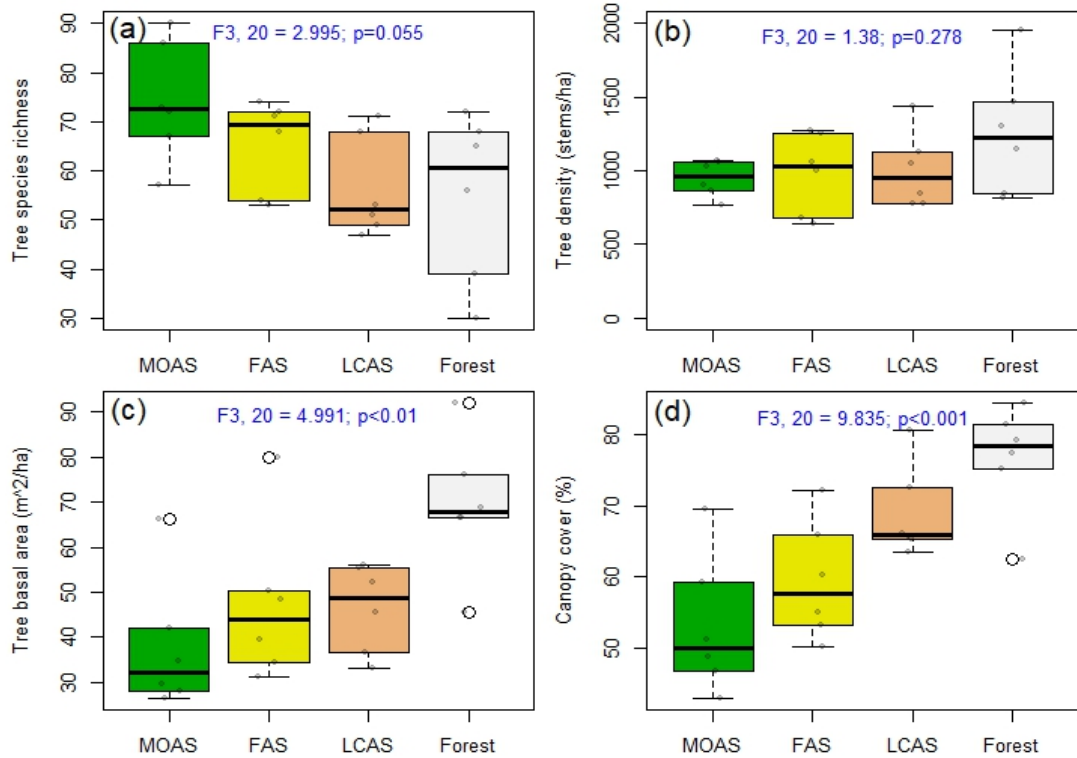 (a)
F3, 20 = 2.995; p=0.055
Tree species richness
90
80
70
60
50
40
30
MOAS FAS LCAS Forest
(b)
F3, 20 = 1.38; p=0.278
Tree density (stems/ha)
2000
1500
1000
500
0
MOAS FAS LCAS Forest
(c)
F3, 20 = 4.991; p<0.01
Tree basal area (m^2/ha)
90
80
70
60
50
40
30
MOAS FAS LCAS Forest
(d)
F3, 20 = 9.835; p<0.001
Canopy cover (%)
80
70
60
50
MOAS FAS LCAS Forest